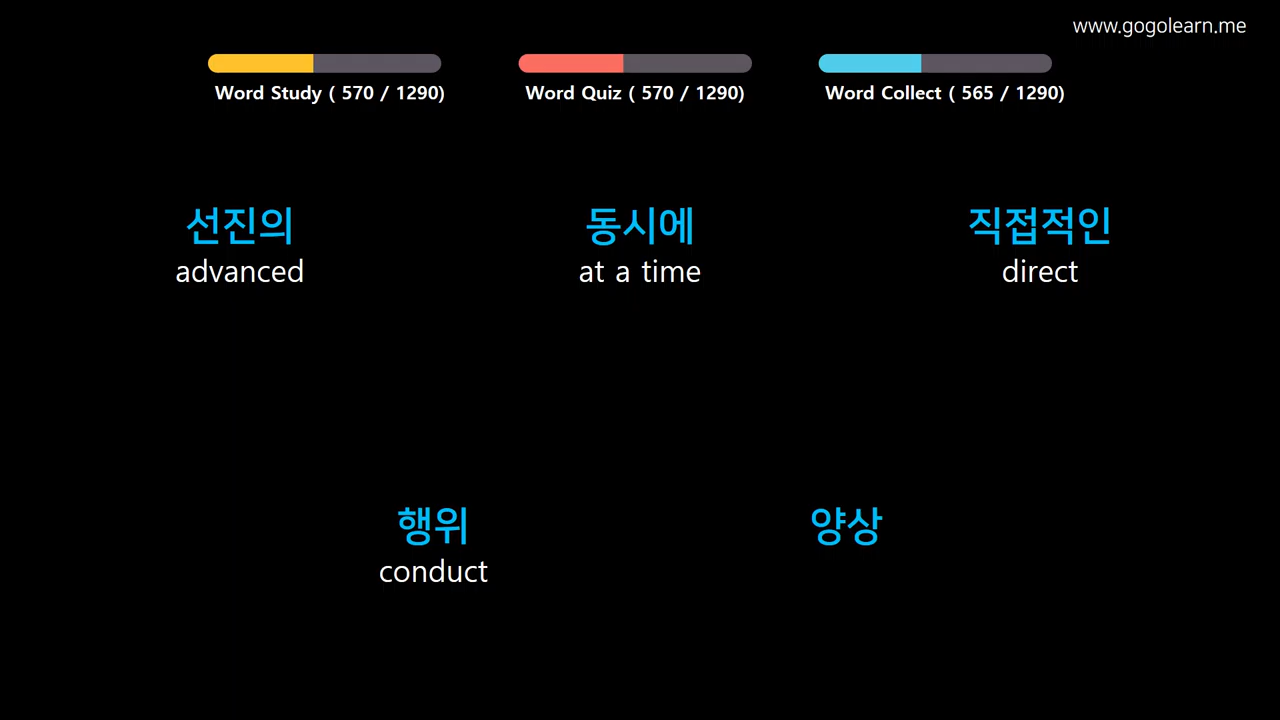 www.gogolearn.me
Word Study ( 570 / 1290)
Word Quiz ( 570 / 1290)
Word Collect ( 565 / 1290)
선진의
advanced
동시에
at a time
직접적인
direct
행위
conduct
양상